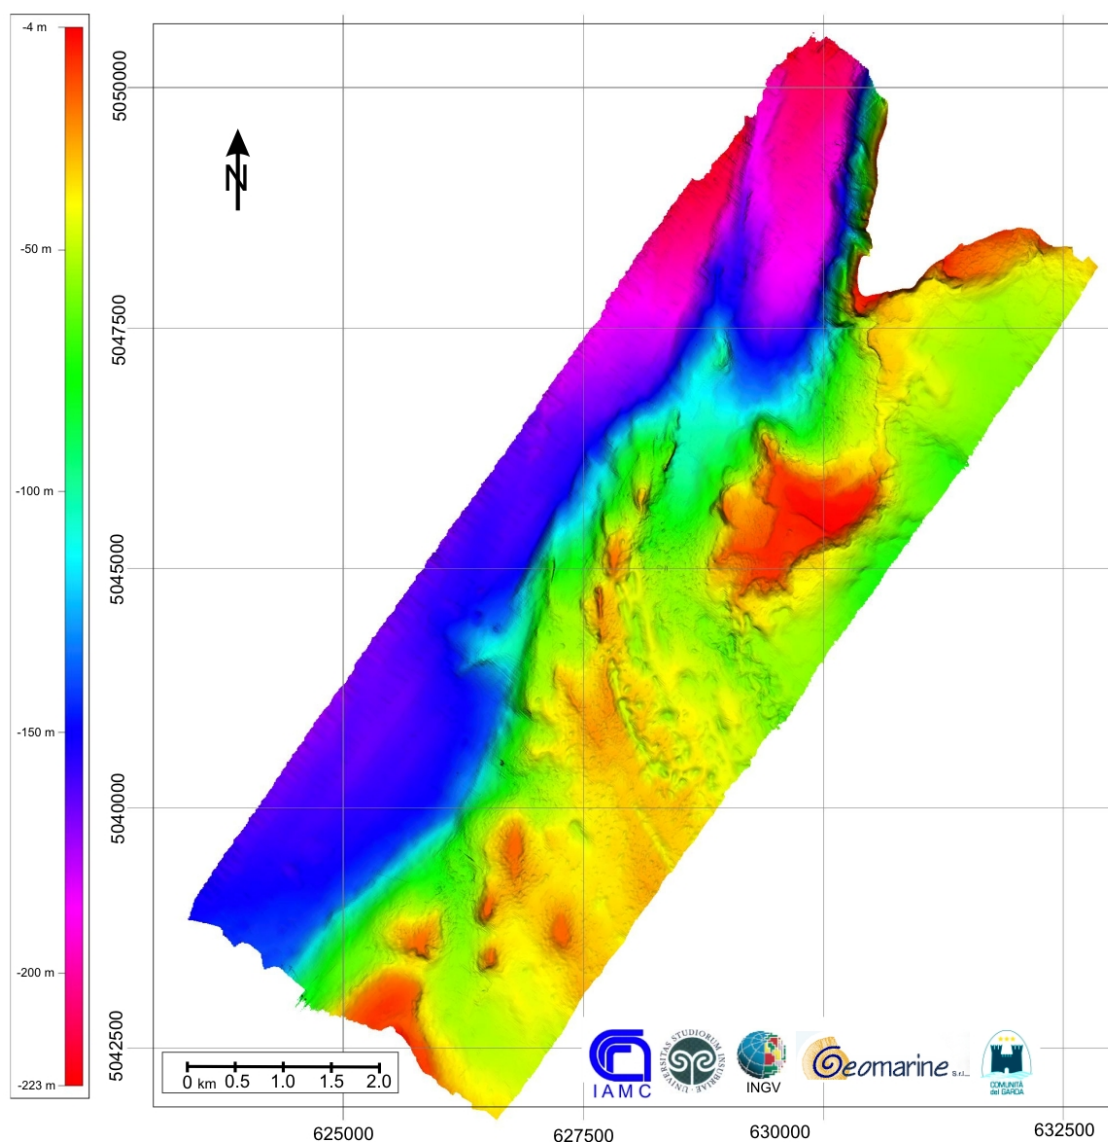 -4 m
-50 m
-100 m
-150 m
-200 m
-223 m
5050000
5047500
5045000
5040000
5042500
N
0 km 0.5 1.0 1.5 2.0
625000 627500 630000 632500
IAMC
UNIVERSITAS STUDIORUM INSUBRIAE
INGV
Geomarine S.r.l.
COMUNITÀ
del GARDA